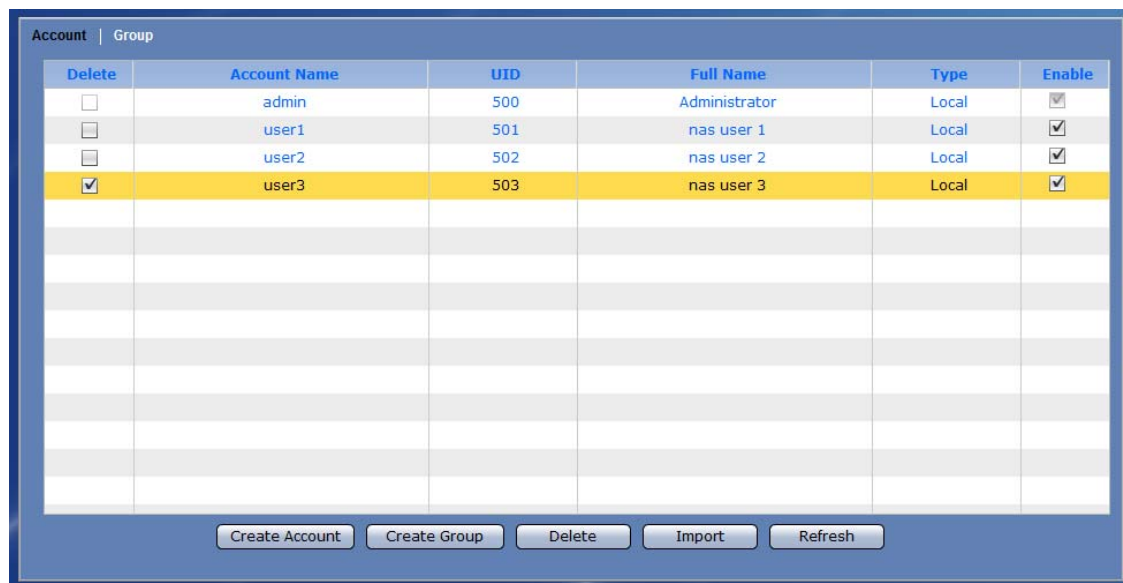 Account | Group
Delete Account Name UID Full Name Type Enable
admin 500 Administrator Local
user1 501 nas user 1 Local
user2 502 nas user 2 Local
user3 503 nas user 3 Local
Create Account Create Group Delete Import Refresh